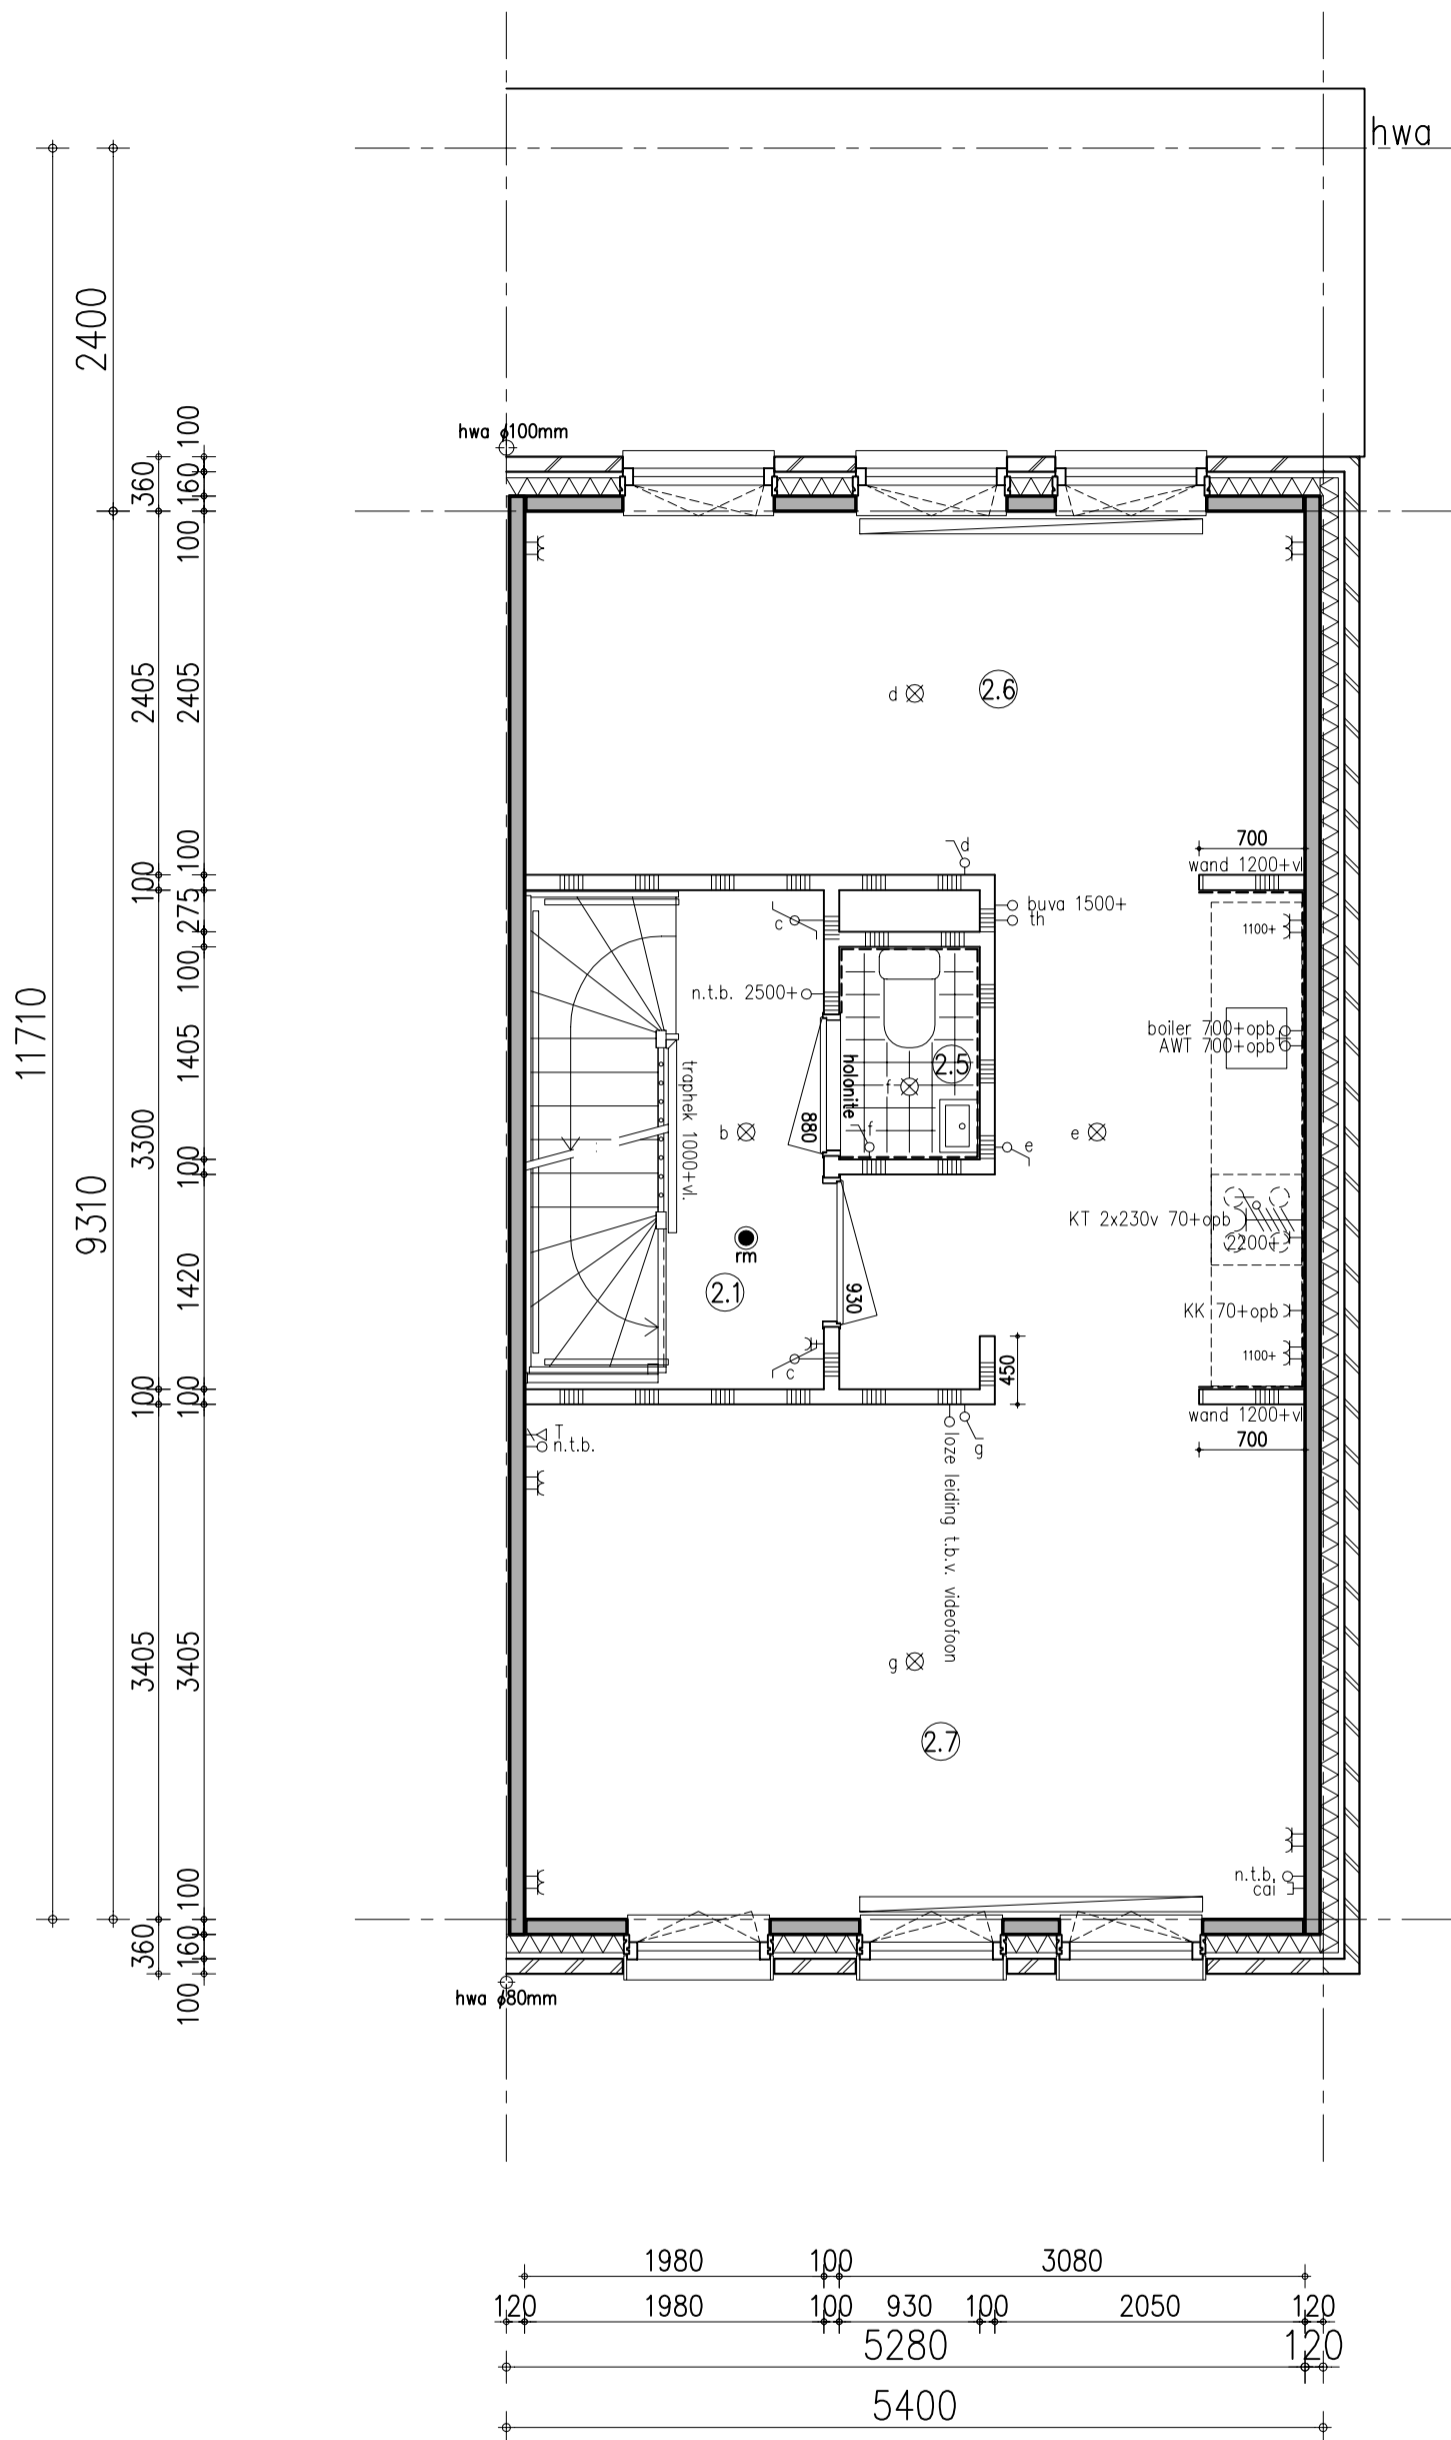 hwa
2400
11710
9310
360
2405
100
3300
100
3405
360
100
160
100
2405
100
275
100
1405
100
1420
100
3405
100
160
100
hwa ø100mm
d
2.6
d
700
wand 1200+vl
c
buva 1500+
th
1100+
n.t.b. 2500+
boiler 700+opb
AWT 700+opb
holonite
2.5
f
f
traphek 1000+vl.
b
880
e
e
KT 2x230v 70+opb
2200+
rm
2.1
930
KK 70+opb
1100+
c
450
wand 1200+vl
700
T
n.t.b.
g
loze leiding t.b.v. videofoon
g
2.7
n.t.b.
cai
hwa ø80mm
1980 100 3080
120 1980 100 930 100 2050 120
5280 120
5400